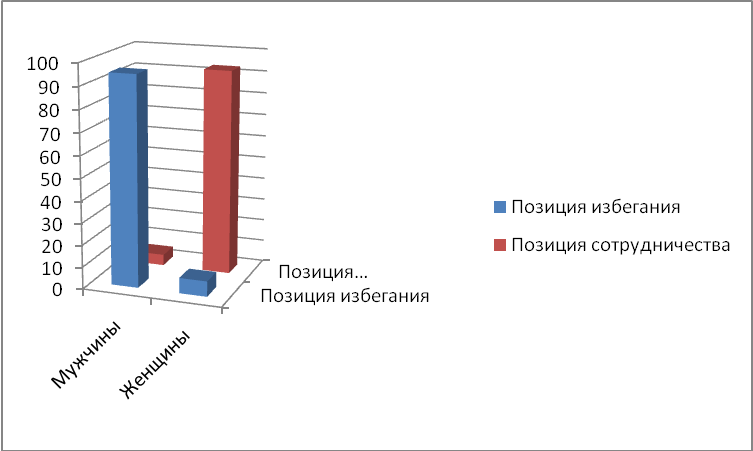 100
90
80
70
60
50
40
30
20
10
0
Мужчины
Женщины
Позиция...
Позиция избегания
Позиция избегания
Позиция сотрудничества